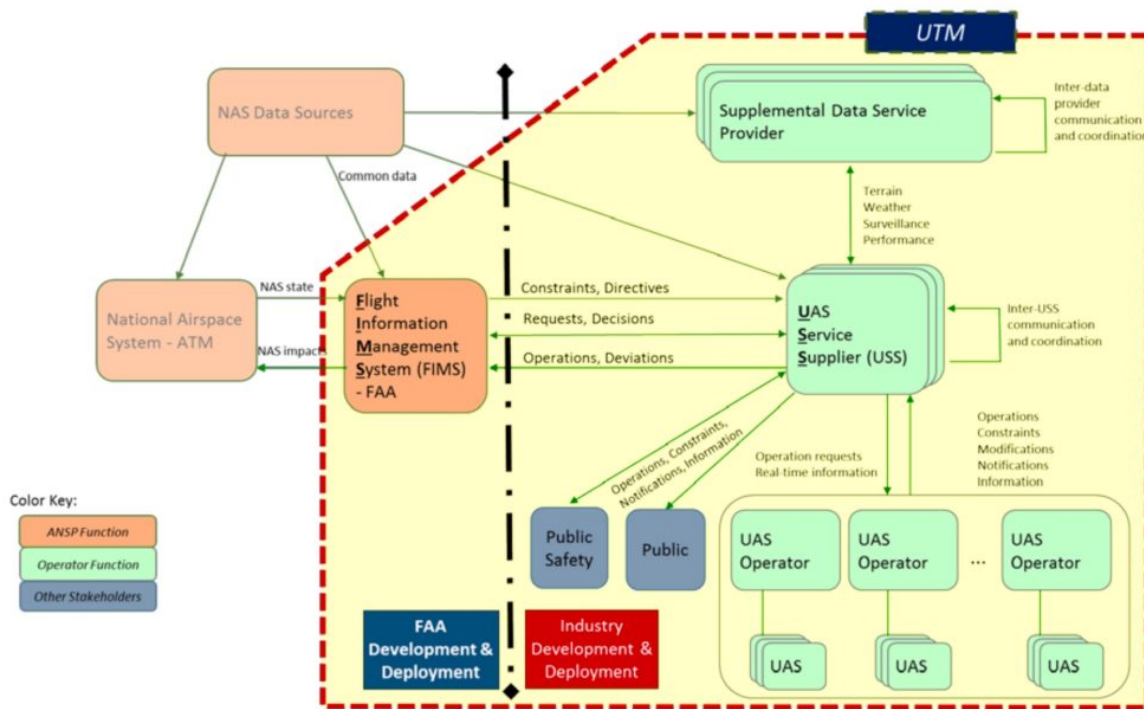 UTM
NAS Data Sources
Supplemental Data Service
Provider
Inter-data
provider
communication
and coordination
Common data
Terrain
Weather
Surveillance
Performance
National Airspace
System - ATM
NAS state
NAS impacts
Flight
Information
Management
System (FIMS)
- FAA
Constraints, Directives
Requests, Decisions
Operations, Deviations
UAS
Service
Supplier (USS)
Inter-USS
communication
and coordination
Operations, Constraints,
Notifications, Information
Operation requests
Real-time information
Operations
Constraints
Modifications
Notifications
Information
Color Key:
ANSP Function
Operator Function
Other Stakeholders
Public
Safety
Public
UAS
Operator
UAS
Operator
...
UAS
Operator
UAS
UAS
UAS
FAA
Development &
Deployment
Industry
Development &
Deployment